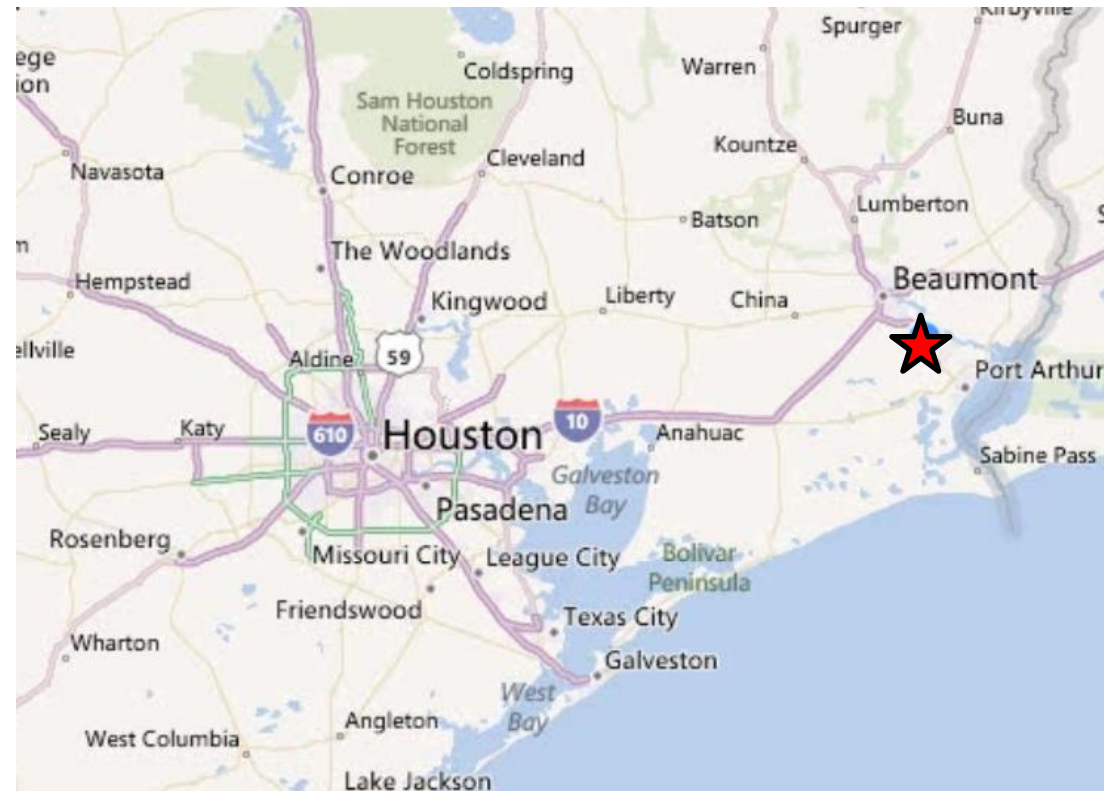 Kirbyville
Spurger
ege
ion
Coldspring
Warren
Sam Houston
National
Forest
Buna
Kountze
Cleveland
Navasota
Conroe
Lumberton
Batson
S
m
The Woodlands
Beaumont
Hempstead
Kingwood
Liberty
China
ellville
Aldine
59
Port Arthur
Sealy
Katy
610
Houston
10
Anahuac
Sabine Pass
Galveston
Bay
Pasadena
Rosenberg
Missouri City
League City
Bolivar
Peninsula
Friendswood
Texas City
Wharton
Galveston
West
Bay
Angleton
West Columbia
Lake Jackson